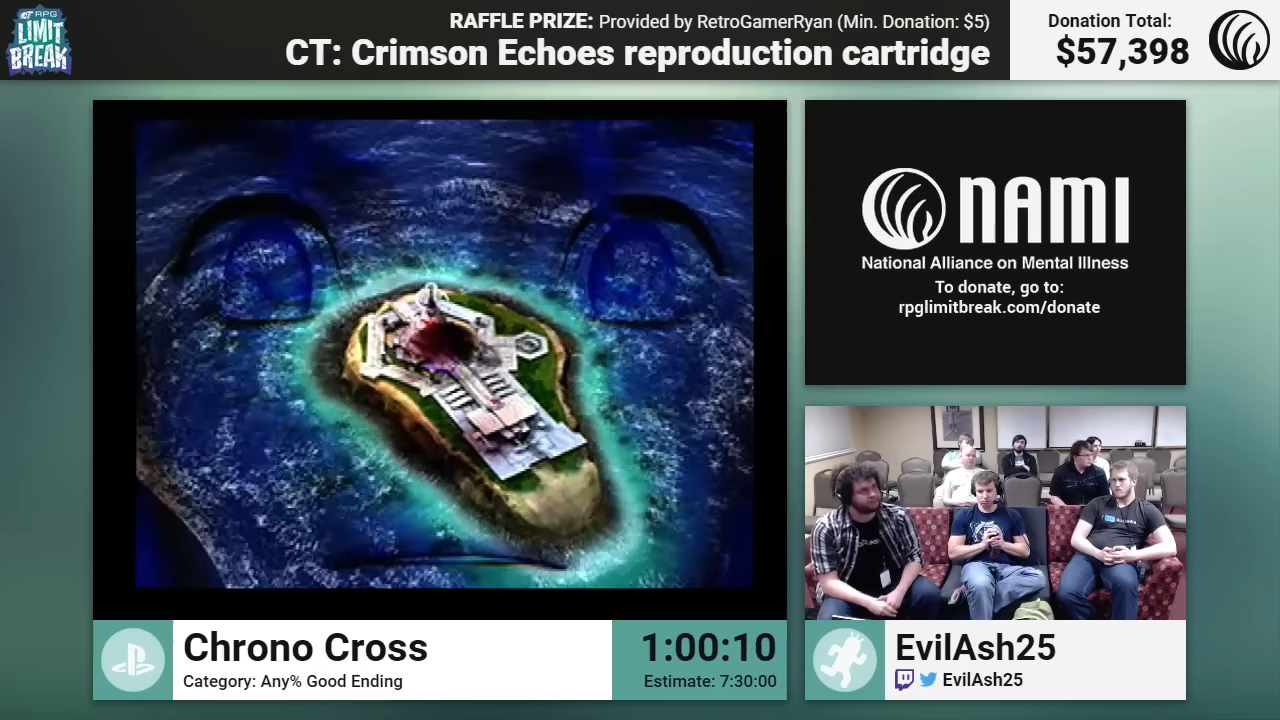 RPG
LIMIT
BREAK
RAFFLE PRIZE: Provided by RetroGamerRyan (Min. Donation: $5)
CT: Crimson Echoes reproduction cartridge
Donation Total:
$57,398
NAMI
National Alliance on Mental Illness
To donate, go to:
rpglimitbreak.com/donate
Chrono Cross
Category: Any% Good Ending
1:00:10
Estimate: 7:30:00
EvilAsh25
EvilAsh25